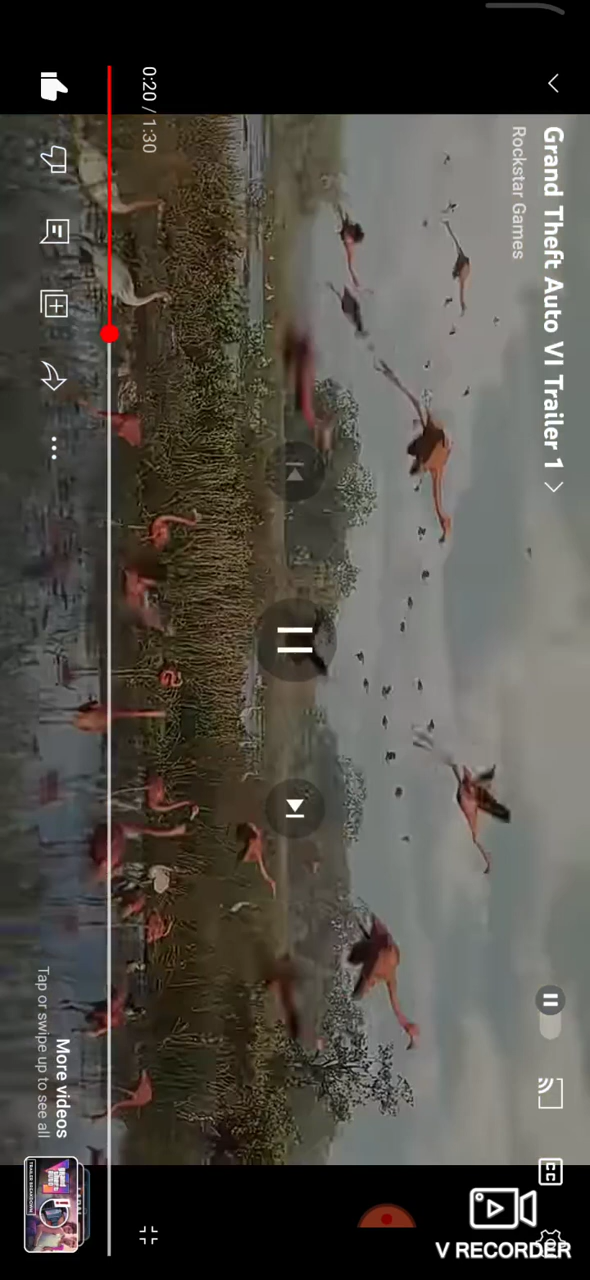 Grand Theft Auto VI Trailer 1
Rockstar Games
CC
0:20 / 1:30
More videos
Tap or swipe up to see all
V RECORDER